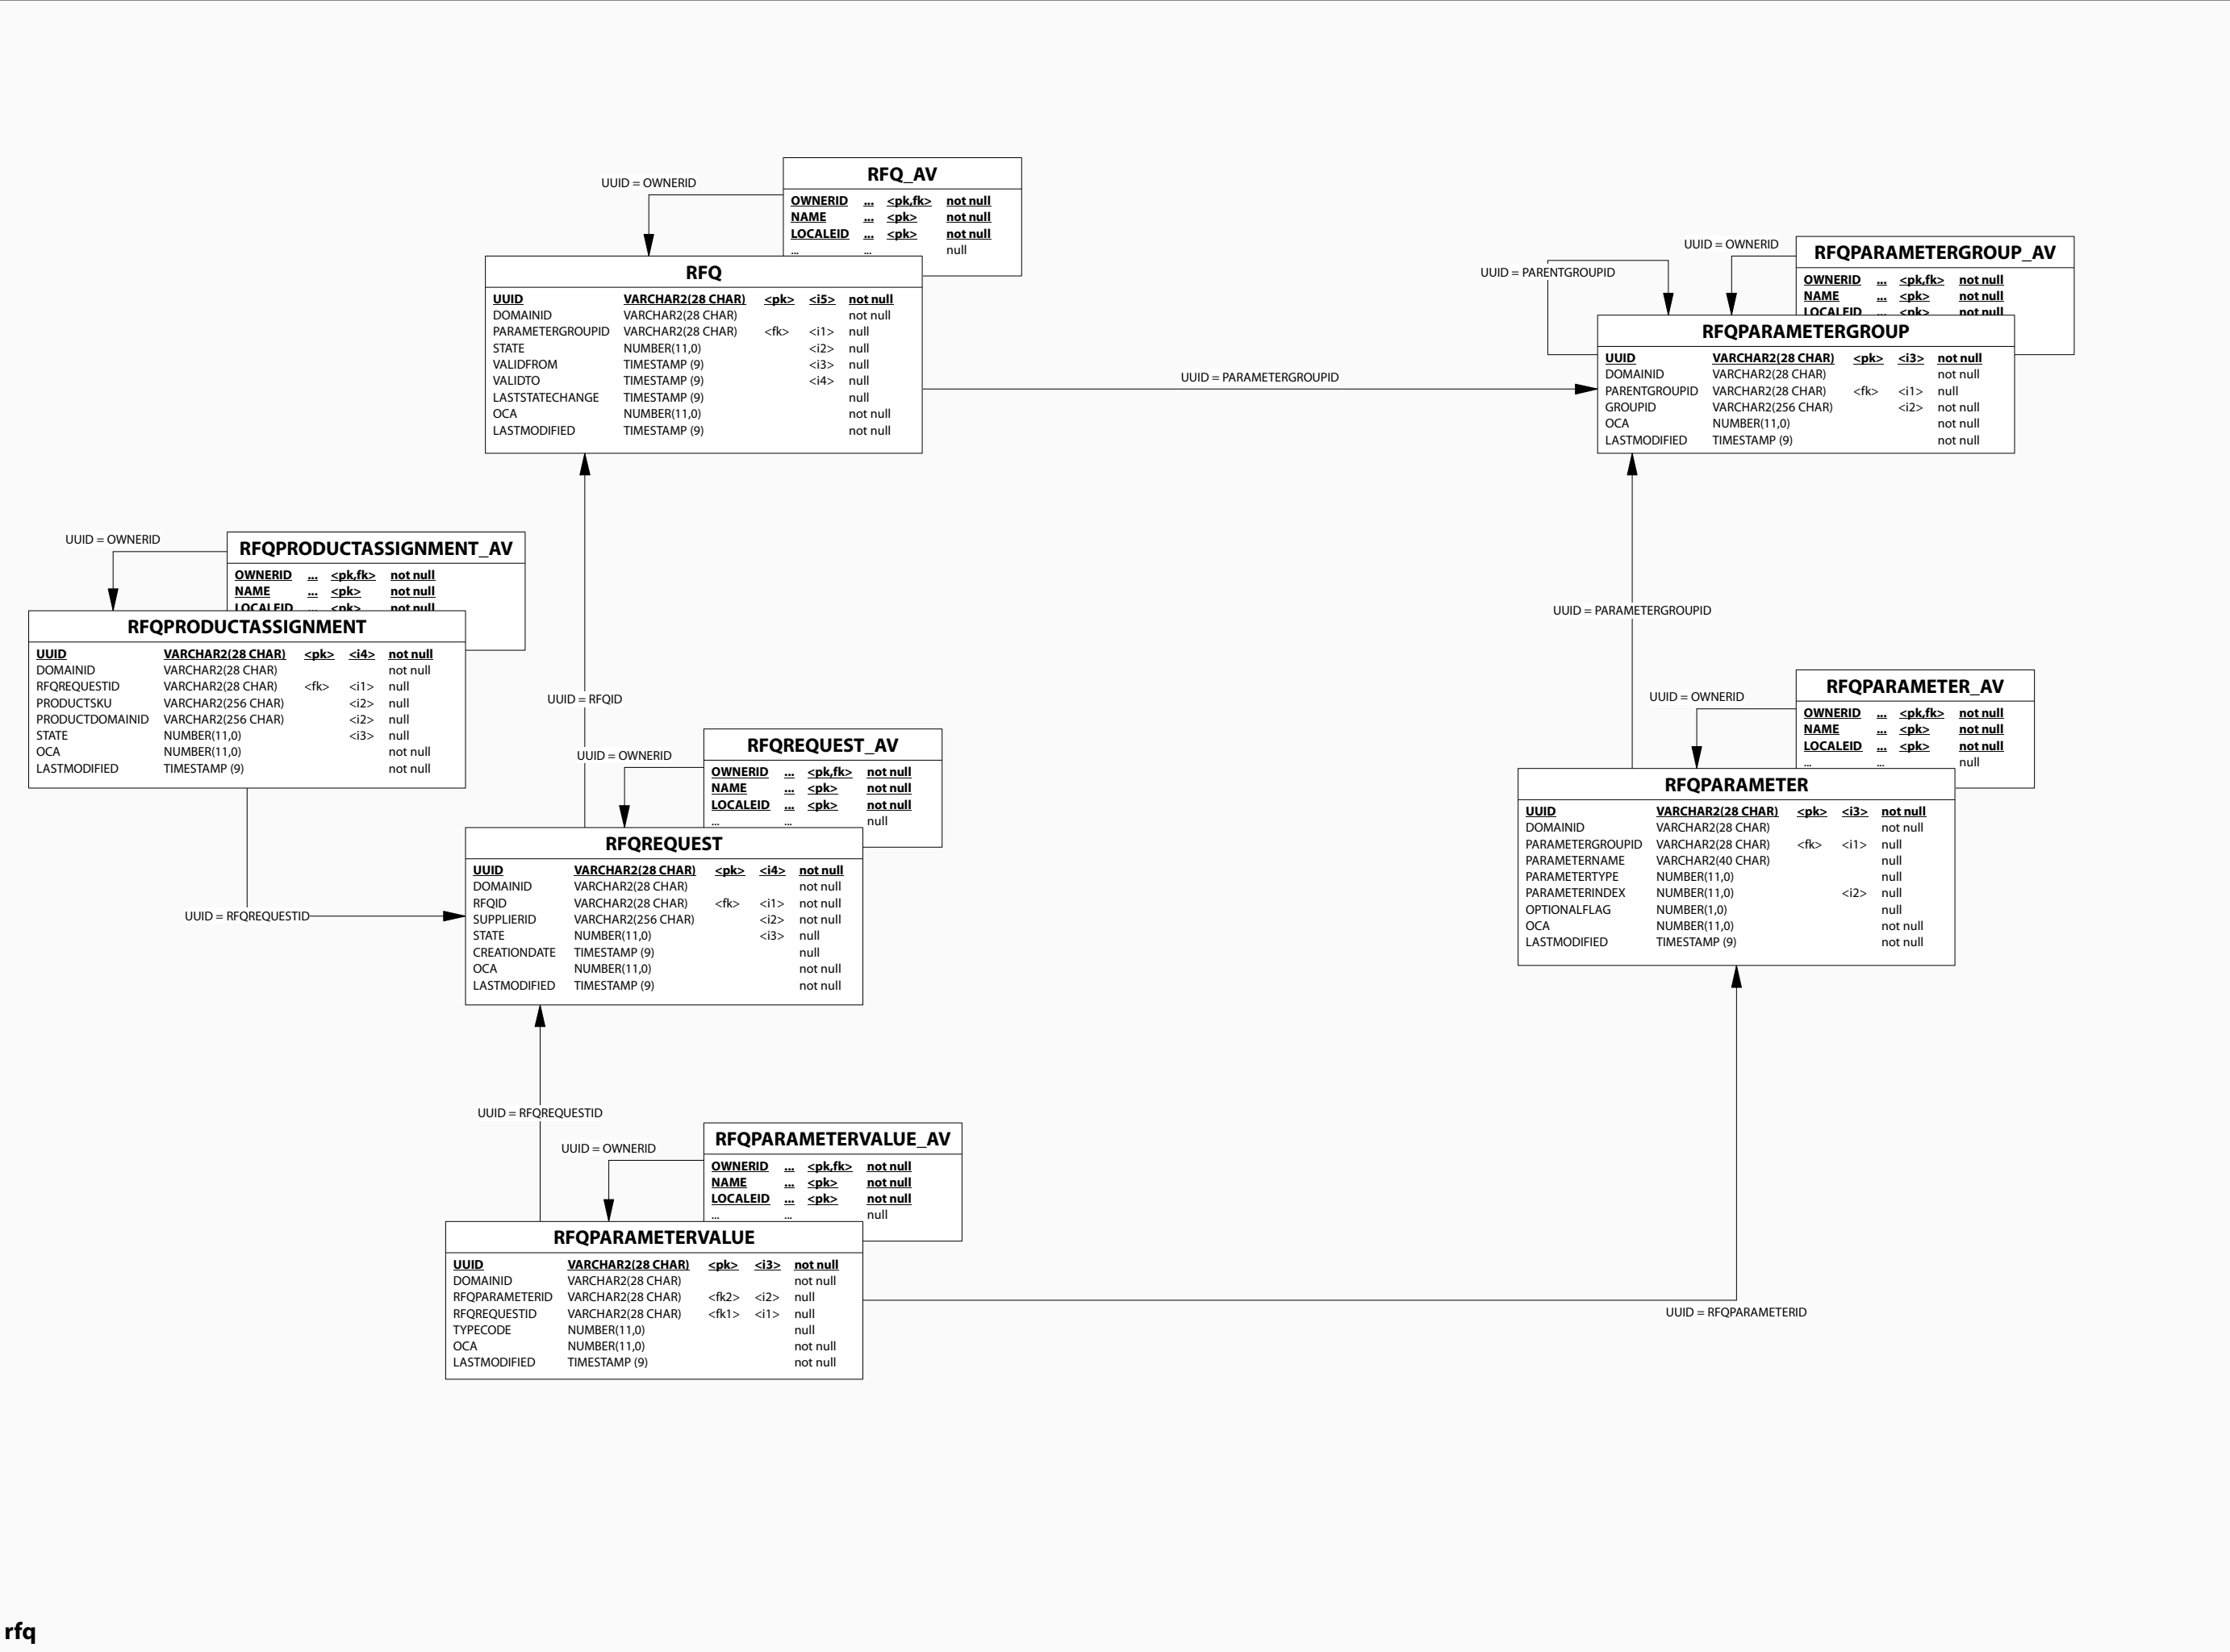 UUID = OWNERID
RFQ_AV
OWNERID ... <pk,fk> not null
NAME ... <pk> not null
LOCALEID ... <pk> not null
... ... null
RFQ
UUID VARCHAR2(28 CHAR) <pk> <i5> not null
DOMAINID VARCHAR2(28 CHAR) not null
PARAMETERGROUPID VARCHAR2(28 CHAR) <fk> <i1> null
STATE NUMBER(11,0) <i2> null
VALIDFROM TIMESTAMP (9) <i3> null
VALIDTO TIMESTAMP (9) <i4> null
LASTSTATECHANGE TIMESTAMP (9) null
OCA NUMBER(11,0) not null
LASTMODIFIED TIMESTAMP (9) not null
UUID = PARAMETERGROUPID
UUID = OWNERID
UUID = PARENTGROUPID
RFQPARAMETERGROUP_AV
OWNERID ... <pk,fk> not null
NAME ... <pk> not null
LOCALEID ... <pk> not null
RFQPARAMETERGROUP
UUID VARCHAR2(28 CHAR) <pk> <i3> not null
DOMAINID VARCHAR2(28 CHAR) not null
PARENTGROUPID VARCHAR2(28 CHAR) <fk> <i1> null
GROUPID VARCHAR2(256 CHAR) <i2> not null
OCA NUMBER(11,0) not null
LASTMODIFIED TIMESTAMP (9) not null
UUID = OWNERID
RFQPRODUCTASSIGNMENT_AV
OWNERID ... <pk,fk> not null
NAME ... <pk> not null
LOCALEID ... <pk> not null
RFQPRODUCTASSIGNMENT
UUID VARCHAR2(28 CHAR) <pk> <i4> not null
DOMAINID VARCHAR2(28 CHAR) not null
RFQREQUESTID VARCHAR2(28 CHAR) <fk> <i1> null
PRODUCTSKU VARCHAR2(256 CHAR) <i2> null
PRODUCTDOMAINID VARCHAR2(256 CHAR) <i2> null
STATE NUMBER(11,0) <i3> null
OCA NUMBER(11,0) not null
LASTMODIFIED TIMESTAMP (9) not null
UUID = RFQREQUESTID
UUID = RFQID
UUID = PARAMETERGROUPID
UUID = OWNERID
RFQREQUEST_AV
OWNERID ... <pk,fk> not null
NAME ... <pk> not null
LOCALEID ... <pk> not null
... ... null
RFQREQUEST
UUID VARCHAR2(28 CHAR) <pk> <i4> not null
DOMAINID VARCHAR2(28 CHAR) not null
RFQID VARCHAR2(28 CHAR) <fk> <i1> not null
SUPPLIERID VARCHAR2(256 CHAR) <i2> not null
STATE NUMBER(11,0) <i3> null
CREATIONDATE TIMESTAMP (9) null
OCA NUMBER(11,0) not null
LASTMODIFIED TIMESTAMP (9) not null
UUID = OWNERID
RFQPARAMETER_AV
OWNERID ... <pk,fk> not null
NAME ... <pk> not null
LOCALEID ... <pk> not null
... ... null
RFQPARAMETER
UUID VARCHAR2(28 CHAR) <pk> <i3> not null
DOMAINID VARCHAR2(28 CHAR) not null
PARAMETERGROUPID VARCHAR2(28 CHAR) <fk> <i1> null
PARAMETERNAME VARCHAR2(40 CHAR) null
PARAMETERTYPE NUMBER(11,0) null
PARAMETERINDEX NUMBER(11,0) <i2> null
OPTIONALFLAG NUMBER(1,0) null
OCA NUMBER(11,0) not null
LASTMODIFIED TIMESTAMP (9) not null
UUID = RFQREQUESTID
UUID = OWNERID
RFQPARAMETERVALUE_AV
OWNERID ... <pk,fk> not null
NAME ... <pk> not null
LOCALEID ... <pk> not null
... ... null
RFQPARAMETERVALUE
UUID VARCHAR2(28 CHAR) <pk> <i3> not null
DOMAINID VARCHAR2(28 CHAR) not null
RFQPARAMETERID VARCHAR2(28 CHAR) <fk2> <i2> null
RFQREQUESTID VARCHAR2(28 CHAR) <fk1> <i1> null
TYPECODE NUMBER(11,0) null
OCA NUMBER(11,0) not null
LASTMODIFIED TIMESTAMP (9) not null
UUID = RFQPARAMETERID
rfq